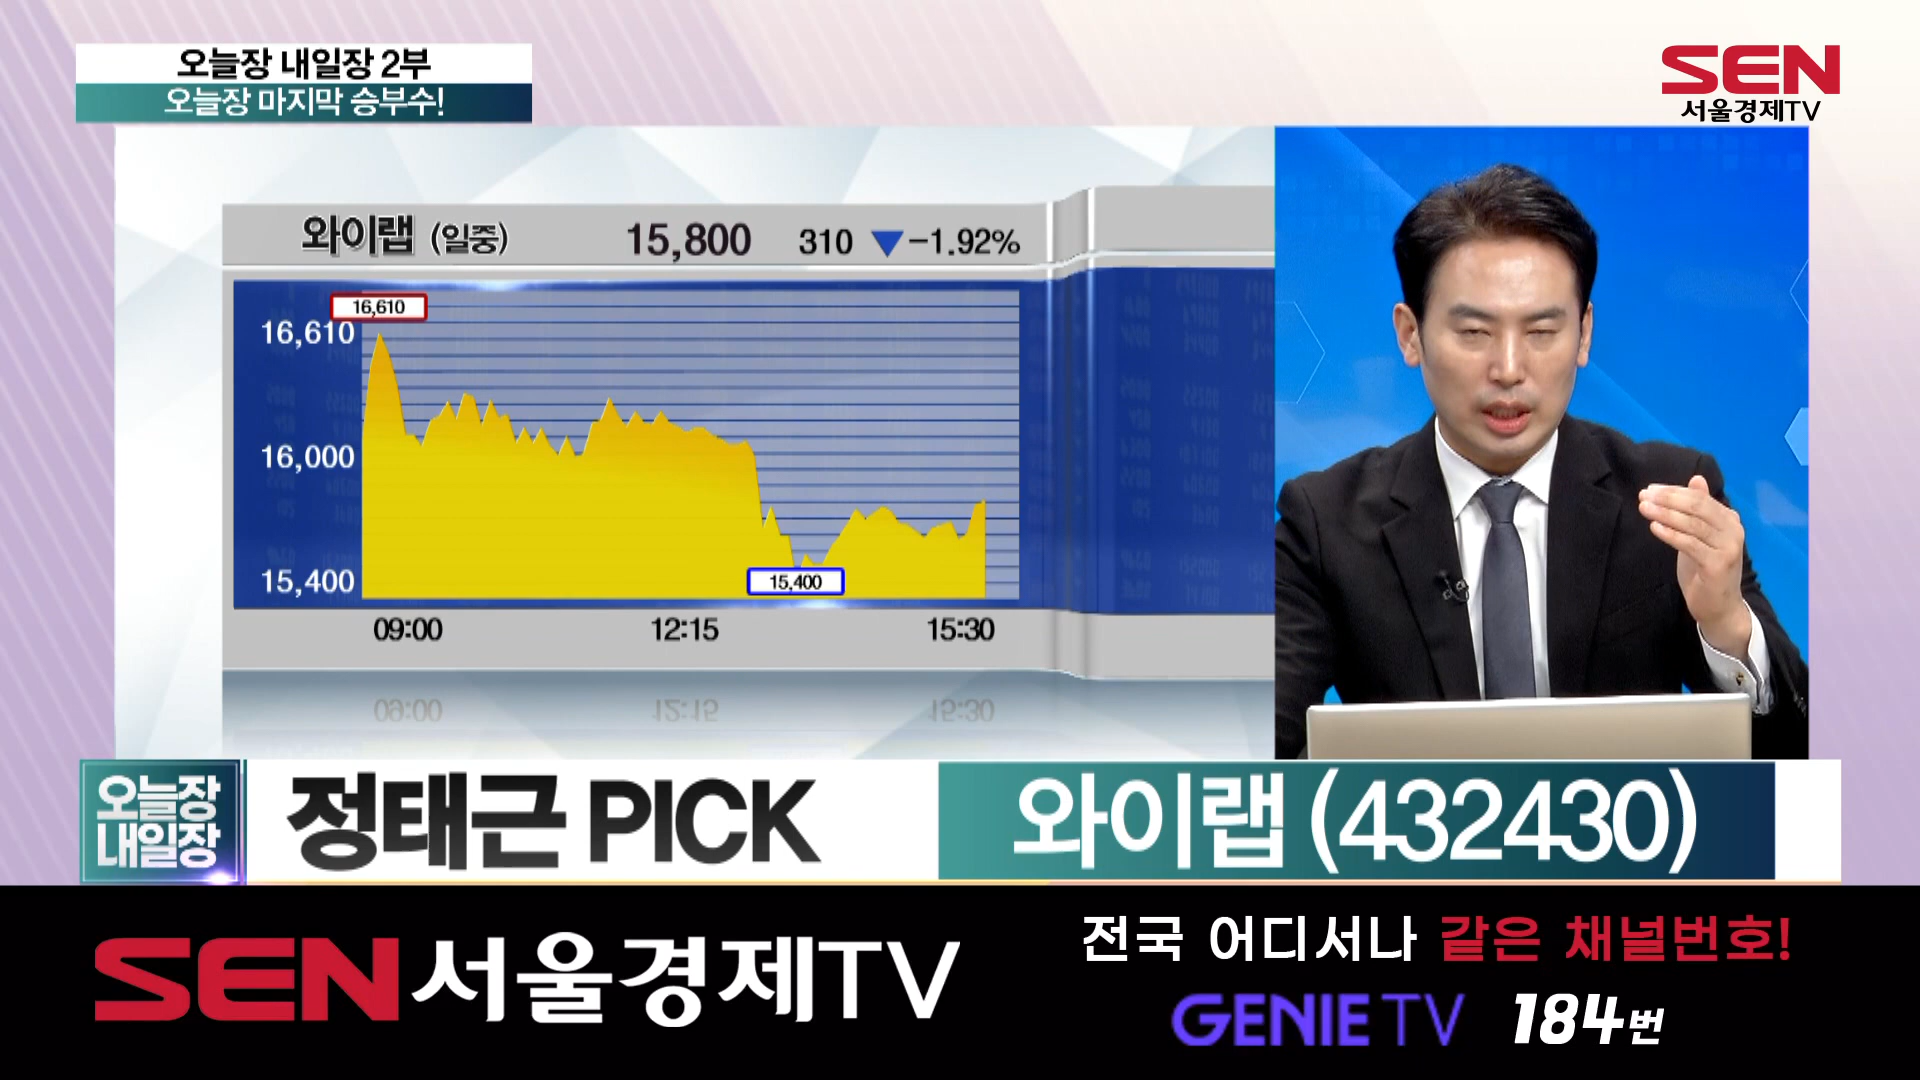 오늘장 내일장 2부
오늘장 마지막 승부수!
SEN
서울경제TV
와이랩 (일중) 15,800 310 ▼-1.92%
16,610
16,610
16,000
15,400
15,400
09:00 12:15 15:30
오늘장
내일장
정태근 PICK
와이랩 (432430)
SEN 서울경제TV
전국 어디서나 같은 채널번호!
GENIE TV 184번